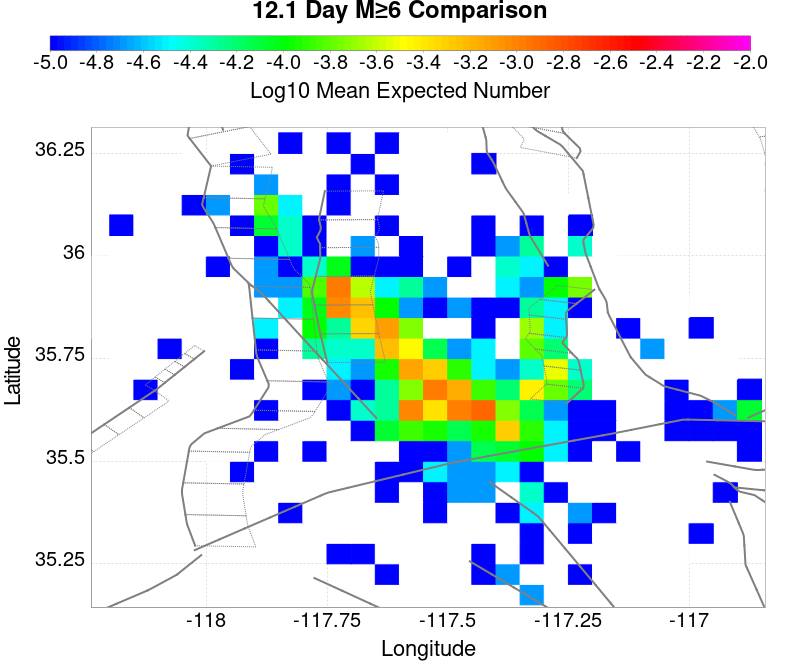 12.1 Day M≥6 Comparison
-5.0 -4.8 -4.6 -4.4 -4.2 -4.0 -3.8 -3.6 -3.4 -3.2 -3.0 -2.8 -2.6 -2.4 -2.2 -2.0
Log10 Mean Expected Number
36.25
36
35.75
35.5
35.25
Latitude
-118 -117.75 -117.5 -117.25 -117
Longitude